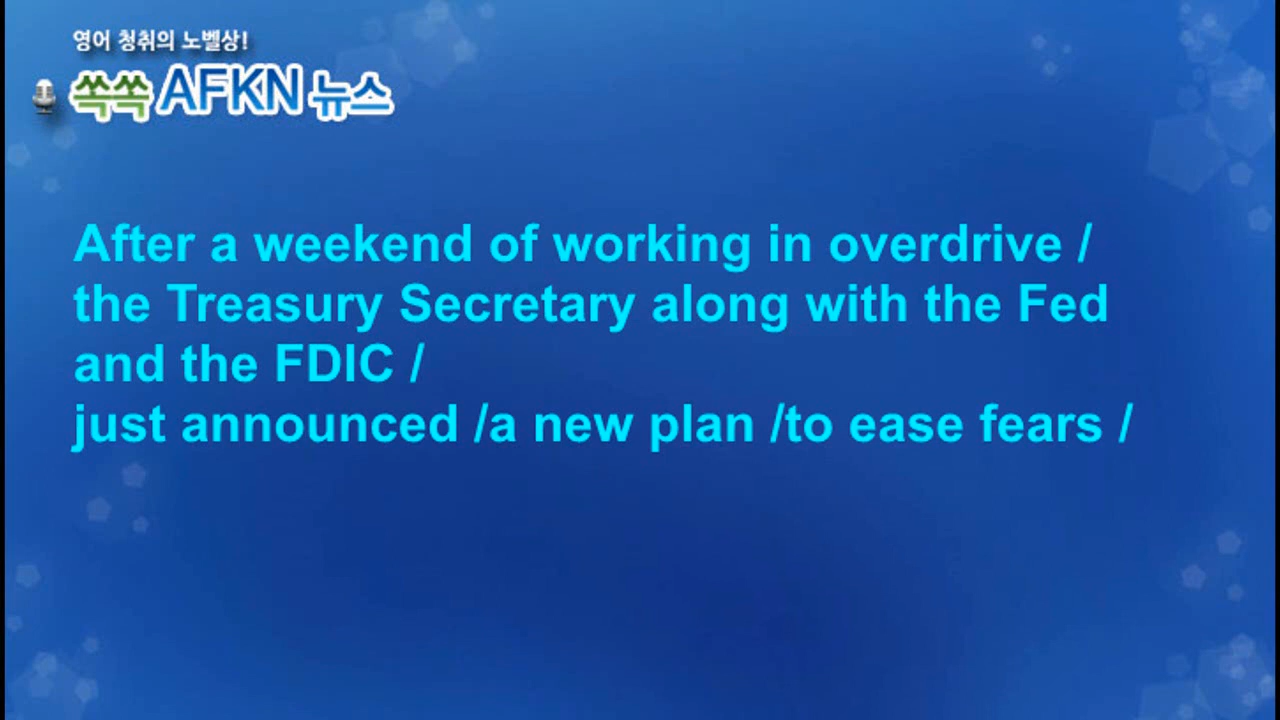 영어 청취의 노벨상!
쏙쏙 AFKN 뉴스
After a weekend of working in overdrive /
the Treasury Secretary along with the Fed
and the FDIC /
just announced /a new plan /to ease fears /